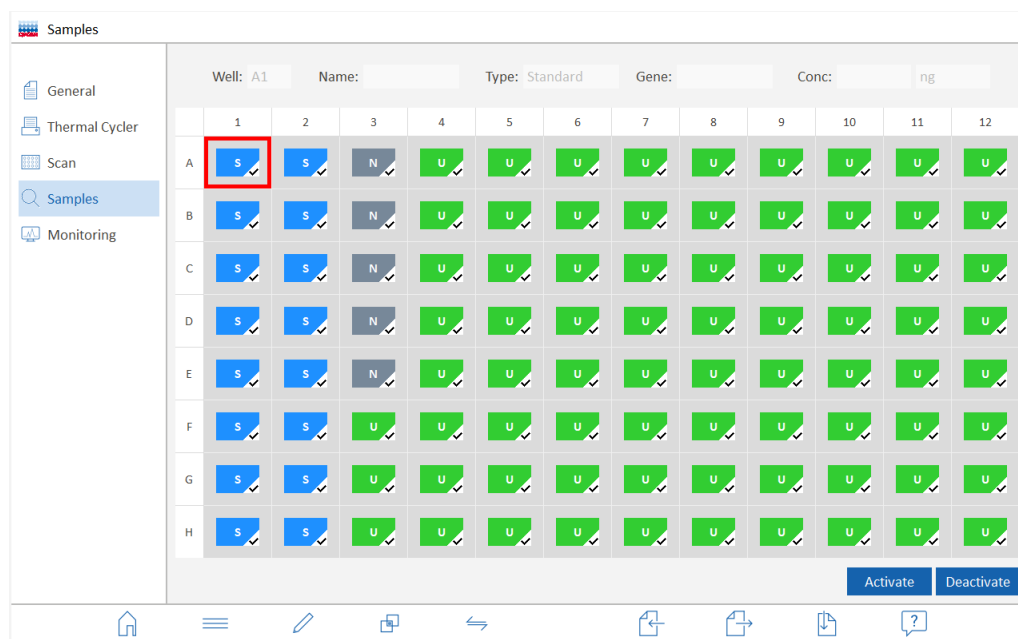 Samples
General
Thermal Cycler
Scan
Samples
Monitoring
Well: A1 Name: Type: Standard Gene: Conc: ng
1 2 3 4 5 6 7 8 9 10 11 12
A S S N U U U U U U U U U
B S S N U U U U U U U U U
C S S N U U U U U U U U U
D S S N U U U U U U U U U
E S S N U U U U U U U U U
F S S U U U U U U U U U U
G S S U U U U U U U U U U
H S S U U U U U U U U U U
Activate Deactivate
?